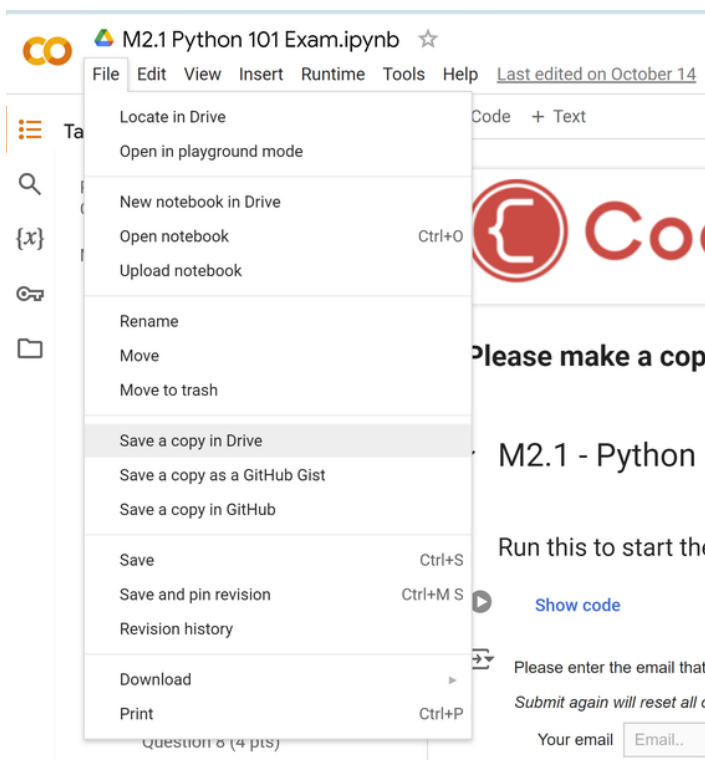 M2.1 Python 101 Exam.ipynb
File Edit View Insert Runtime Tools Help Last edited on October 14
Ta
Code + Text
Locate in Drive
Open in playground mode
New notebook in Drive
Open notebook Ctrl+O
Upload notebook
{x}
Rename
Move
Move to trash
Save a copy in Drive
Save a copy as a GitHub Gist
Save a copy in GitHub
Save Ctrl+S
Save and pin revision Ctrl+M S
Revision history
Download
Print Ctrl+P
Question 8 (4 pts)
Coo
Please make a cop
M2.1 - Python
Run this to start the
Show code
Please enter the email that
Submit again will reset all
Your email Email..